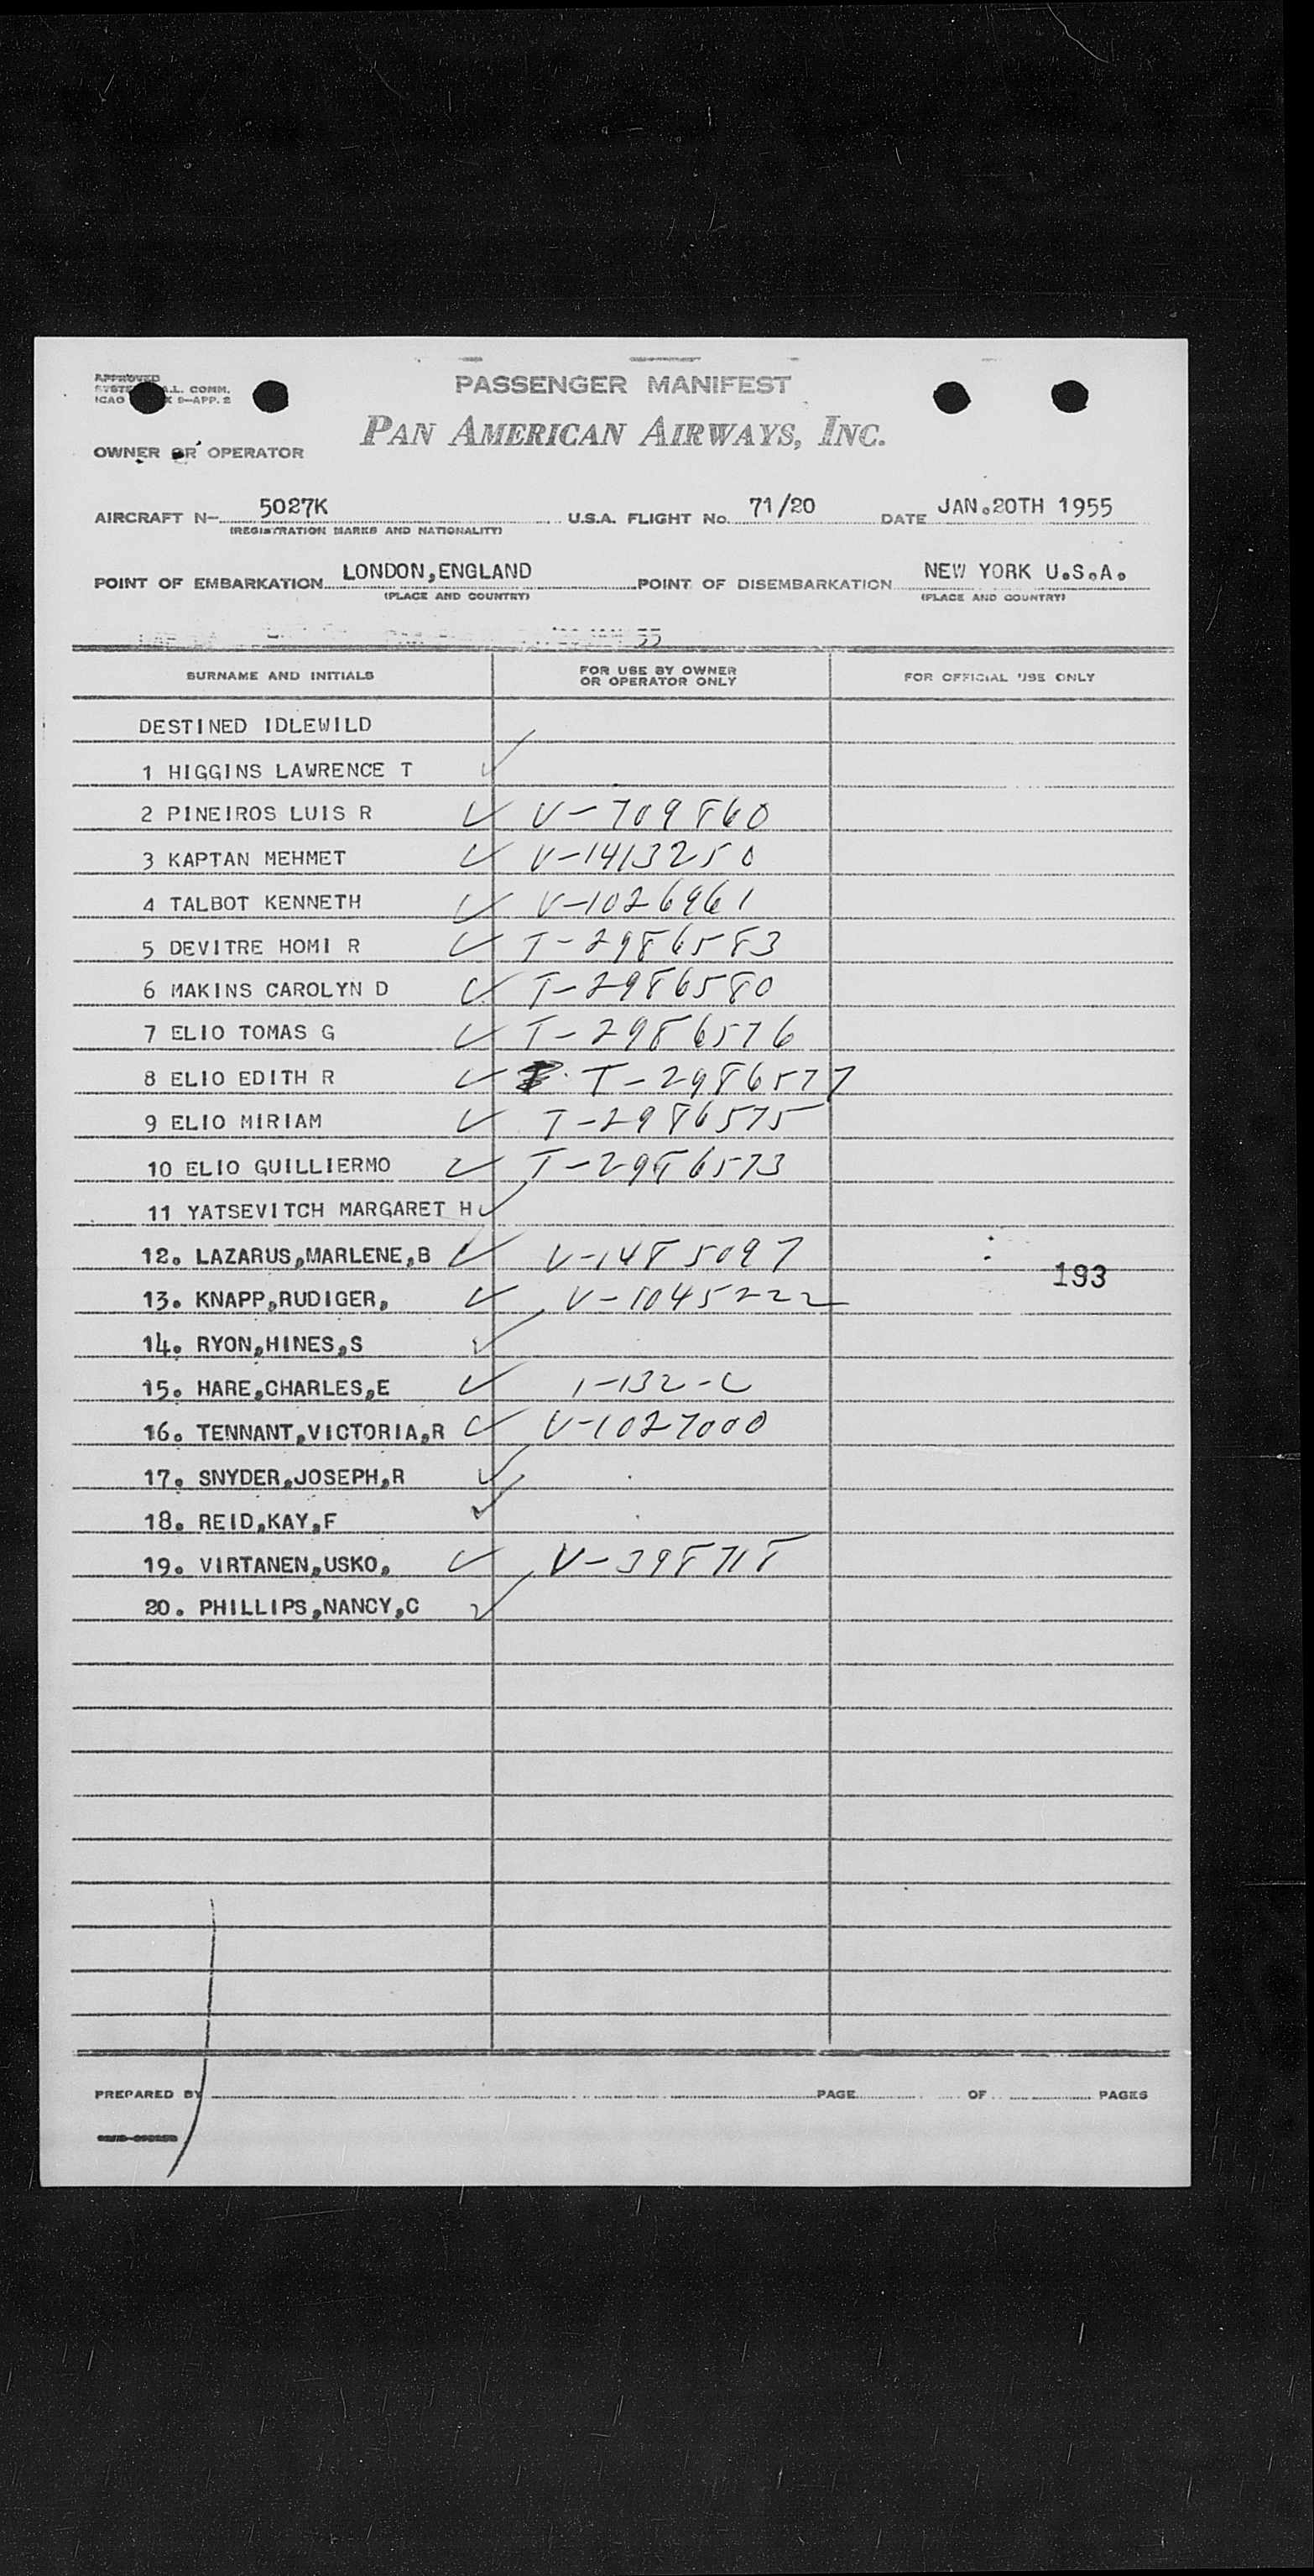 APPROVED
PASSENGER MANIFEST
A.L. COMM.
ICAO 9-APP. 2
PAN AMERICAN AIRWAYS, INC.
OWNER OR OPERATOR
AIRCRAFT N- 5027K U.S.A. FLIGHT No. 71/20 DATE JAN.20TH 1955
(REGISTRATION MARKS AND NATIONALITY)
POINT OF EMBARKATION LONDON,ENGLAND POINT OF DISEMBARKATION NEW YORK U.S.A.
(PLACE AND COUNTRY) (PLACE AND COUNTRY)
SURNAME AND INITIALS FOR USE BY OWNER OR OPERATOR ONLY FOR OFFICIAL USE ONLY
DESTINED IDLEWILD
1 HIGGINS LAWRENCE T ✓
2 PINEIROS LUIS R ✓ V-709860
3 KAPTAN MEHMET ✓ V-1413250
4 TALBOT KENNETH ✓ V-1026961
5 DEVITRE HOMI R ✓ T-2986583
6 MAKINS CAROLYN D ✓ T-2986580
7 ELIO TOMAS G ✓ T-2986576
8 ELIO EDITH R ✓ T-2986577
9 ELIO MIRIAM ✓ T-2986575
10 ELIO GUILLIERMO ✓ T-2986573
11 YATSEVITCH MARGARET H ✓
12. LAZARUS,MARLENE,B ✓ V-1485097
193
13. KNAPP,RUDIGER, ✓ V-1045222
14. RYON,HINES,S ✓
15. HARE,CHARLES,E ✓ 1-132-C
16. TENNANT,VICTORIA,R ✓ V-1027000
17. SNYDER,JOSEPH,R ✓
18. REID,KAY,F ✓
19. VIRTANEN,USKO, ✓ V-398718
20. PHILLIPS,NANCY,C ✓
PREPARED BY PAGE OF PAGES